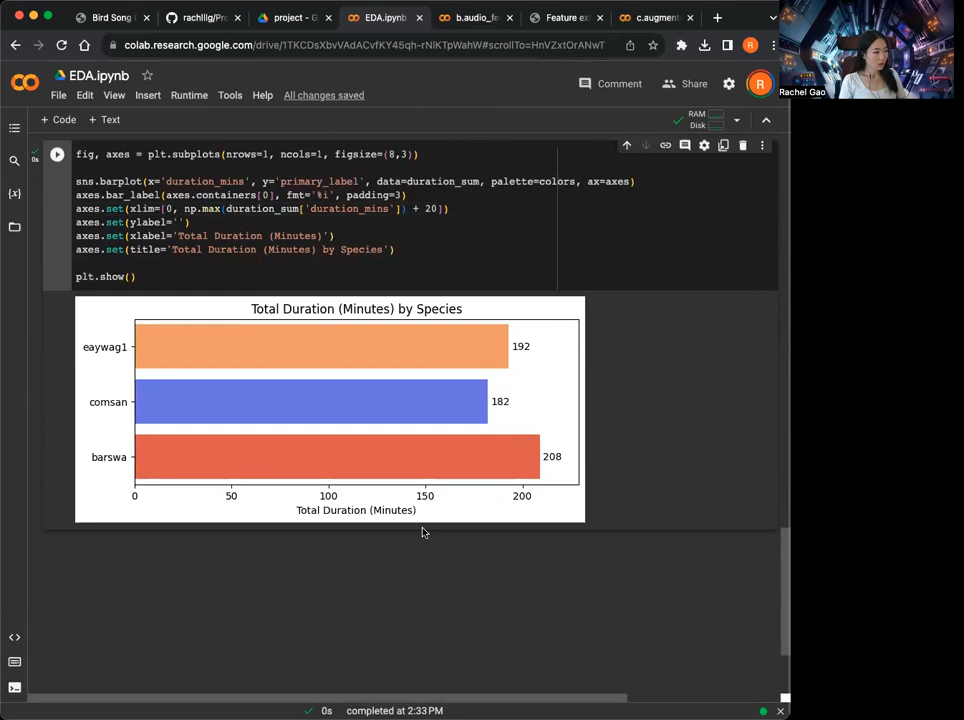 Bird Song C
rachlllg/Pro
project - G
EDA.ipynb
b.audio_fe
Feature ex
c.augment
colab.research.google.com/drive/1TKCDsXbvVAdACvfKY45qh-rNlKTpWahW#scrollTo=HnVZxtOrANwT
R
Rachel Gao
EDA.ipynb
Comment
Share
R
File Edit View Insert Runtime Tools Help All changes saved
+ Code + Text
RAM
Disk
0s
fig, axes = plt.subplots(nrows=1, ncols=1, figsize=(8,3))
sns.barplot(x='duration_mins', y='primary_label', data=duration_sum, palette=colors, ax=axes)
axes.bar_label(axes.containers[0], fmt='%i', padding=3)
axes.set(xlim=[0, np.max(duration_sum['duration_mins']) + 20])
axes.set(ylabel='')
axes.set(xlabel='Total Duration (Minutes)')
axes.set(title='Total Duration (Minutes) by Species')
plt.show()
Total Duration (Minutes) by Species
eaywag1 192
comsan 182
barswa 208
0 50 100 150 200
Total Duration (Minutes)
0s completed at 2:33PM